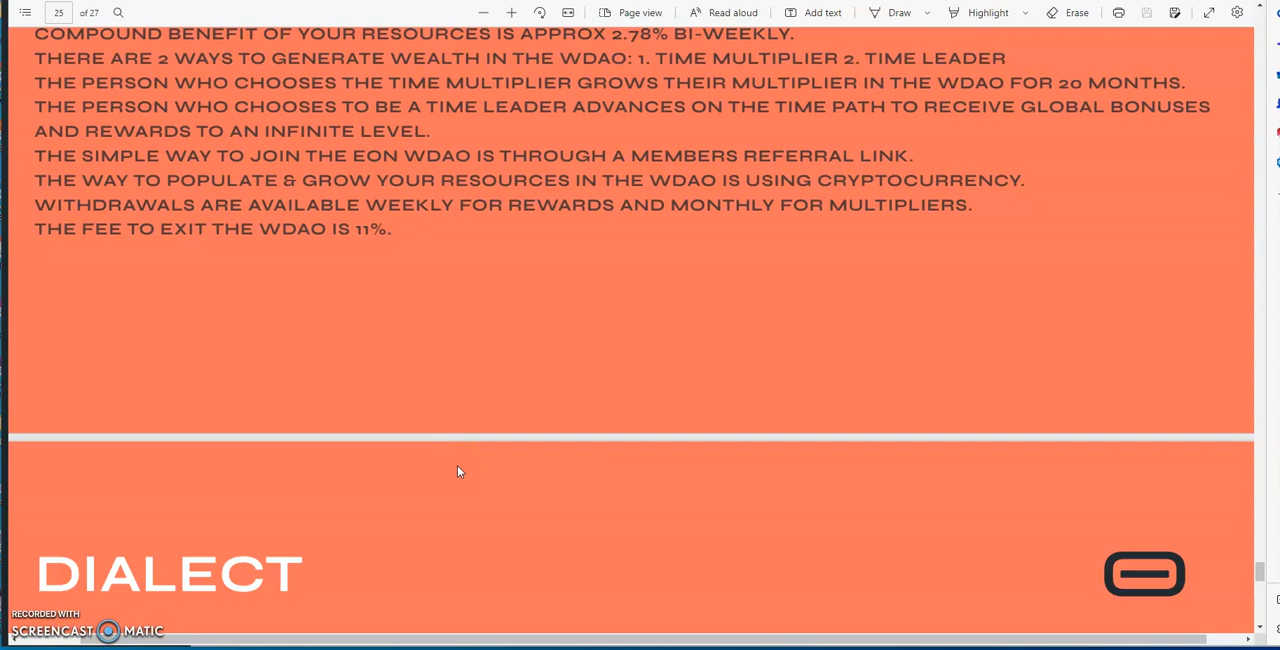 25 of 27 Page view Read aloud Add text Draw Highlight Erase
COMPOUND BENEFIT OF YOUR RESOURCES IS APPROX 2.78% BI-WEEKLY.
THERE ARE 2 WAYS TO GENERATE WEALTH IN THE WDAO: 1. TIME MULTIPLIER 2. TIME LEADER
THE PERSON WHO CHOOSES THE TIME MULTIPLIER GROWS THEIR MULTIPLIER IN THE WDAO FOR 20 MONTHS.
THE PERSON WHO CHOOSES TO BE A TIME LEADER ADVANCES ON THE TIME PATH TO RECEIVE GLOBAL BONUSES
AND REWARDS TO AN INFINITE LEVEL.
THE SIMPLE WAY TO JOIN THE EON WDAO IS THROUGH A MEMBERS REFERRAL LINK.
THE WAY TO POPULATE & GROW YOUR RESOURCES IN THE WDAO IS USING CRYPTOCURRENCY.
WITHDRAWALS ARE AVAILABLE WEEKLY FOR REWARDS AND MONTHLY FOR MULTIPLIERS.
THE FEE TO EXIT THE WDAO IS 11%.
DIALECT
RECORDED WITH
SCREENCAST MATIC